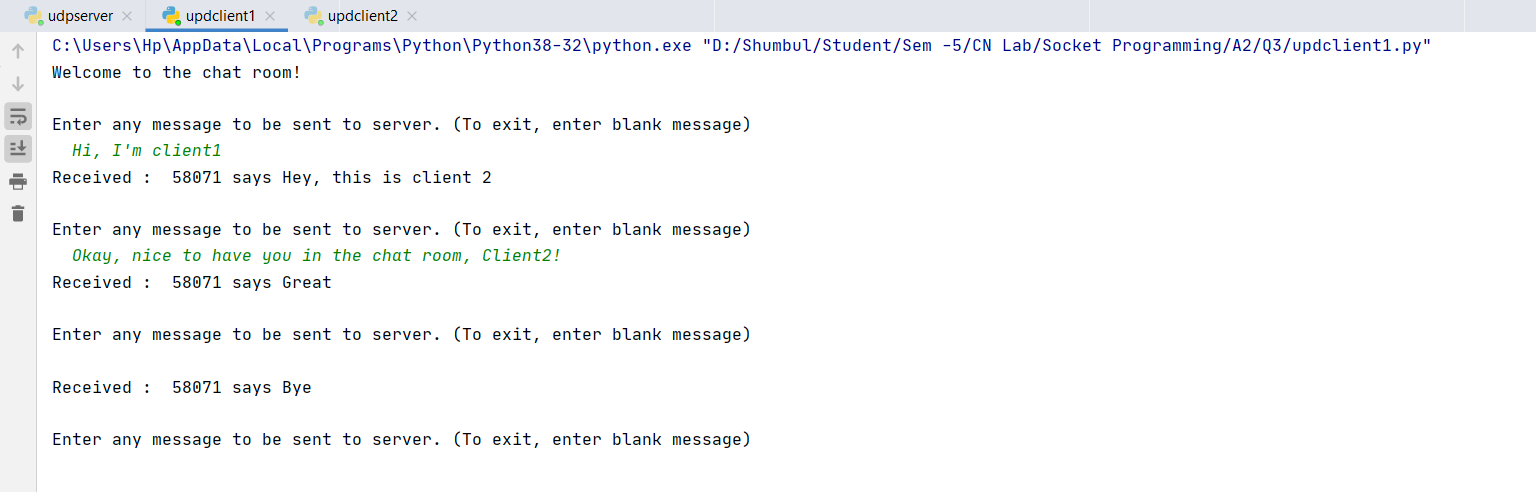 udpserver updclient1 updclient2
C:\Users\Hp\AppData\Local\Programs\Python\Python38-32\python.exe "D:/Shumbul/Student/Sem -5/CN Lab/Socket Programming/A2/Q3/updclient1.py"
Welcome to the chat room!
Enter any message to be sent to server. (To exit, enter blank message)
Hi, I'm client1
Received :  58071 says Hey, this is client 2
Enter any message to be sent to server. (To exit, enter blank message)
Okay, nice to have you in the chat room, Client2!
Received :  58071 says Great
Enter any message to be sent to server. (To exit, enter blank message)
Received :  58071 says Bye
Enter any message to be sent to server. (To exit, enter blank message)